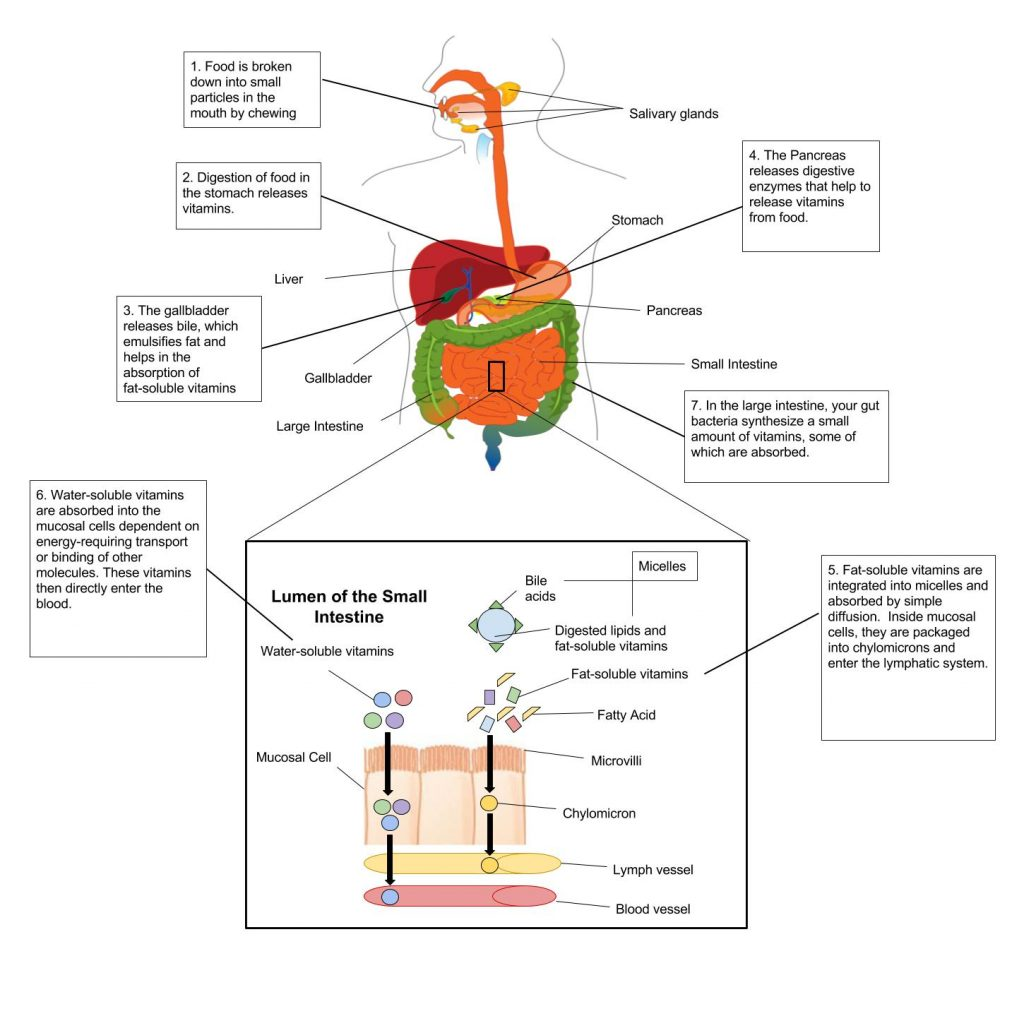 1. Food is broken
down into small
particles in the
mouth by chewing
Salivary glands
2. Digestion of food in
the stomach releases
vitamins.
4. The Pancreas
releases digestive
enzymes that help to
release vitamins
from food.
Stomach
Liver
3. The gallbladder
releases bile, which
emulsifies fat and
helps in the
absorption of
fat-soluble vitamins
Pancreas
Gallbladder
Small Intestine
Large Intestine
7. In the large intestine, your gut
bacteria synthesize a small
amount of vitamins, some of
which are absorbed.
6. Water-soluble vitamins
are absorbed into the
mucosal cells dependent on
energy-requiring transport
or binding of other
molecules. These vitamins
then directly enter the
blood.
5. Fat-soluble vitamins are
integrated into micelles and
absorbed by simple
diffusion.  Inside mucosal
cells, they are packaged
into chylomicrons and
enter the lymphatic system.
Lumen of the Small
Intestine
Micelles
Bile
acids
Digested lipids and
fat-soluble vitamins
Water-soluble vitamins
Fat-soluble vitamins
Fatty Acid
Mucosal Cell
Microvilli
Chylomicron
Lymph vessel
Blood vessel